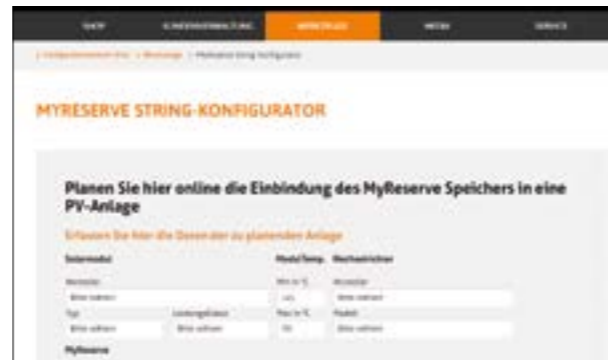 SHOP KUNDENVERWALTUNG WERKZEUGE MEDIA SERVICE
MYRESERVE STRING-KONFIGURATOR
Planen Sie hier online die Einbindung des MyReserve Speichers in eine
PV-Anlage
Erfassen Sie hier die Daten der zu planenden Anlage
Solarmodul Modul Temp. Wechselrichter
Hersteller Min in °C Hersteller
Bitte wählen Bitte wählen
Typ Leistungsklasse Max in °C Modell
Bitte wählen Bitte wählen 70 Bitte wählen
MyReserve